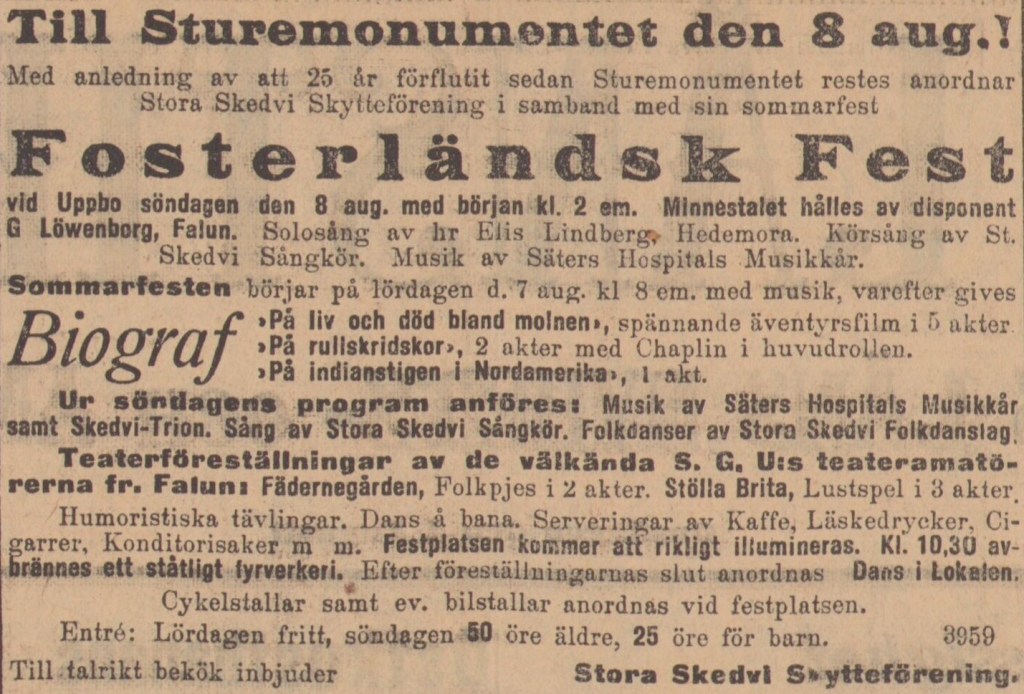 Till Sturemonumentet den 8 aug.!
Med anledning av att 25 år förflutit sedan Sturemonumentet restes anordnar
Stora Skedvi Skytteförening i samband med sin sommarfest
Fosterländsk Fest
vid Uppbo söndagen den 8 aug. med början kl. 2 em. Minnestalet hålles av disponent
G Löwenborg, Falun. Solosång av hr Elis Lindberg, Hedemora. Körsång av St.
Skedvi Sångkör. Musik av Säters Hospitals Musikkår.
Sommarfesten börjar på lördagen d. 7 aug. kl 8 em. med musik, varefter gives
Biograf »På liv och död bland molnen», spännande äventyrsfilm i 5 akter
»På rullskridskor», 2 akter med Chaplin i huvudrollen.
»På indianstigen i Nordamerika», 1 akt.
Ur söndagens program anföres: Musik av Säters Hospitals Musikkår
samt Skedvi-Trion. Sång av Stora Skedvi Sångkör. Folkdanser av Stora Skedvi Folkdanslag.
Teaterföreställningar av de välkända S. G. U:s teateramatö-
rerna fr. Falun: Fädernegården, Folkpjes i 2 akter. Stölla Brita, Lustspel i 3 akter.
Humoristiska tävlingar. Dans å bana. Serveringar av Kaffe, Läskedrycker, Ci-
garrer, Konditorisaker m m. Festplatsen kommer att rikligt illumineras. Kl. 10,30 av-
brännes ett ståtligt fyrverkeri. Efter föreställningarnas slut anordnas Dans i Lokalen.
Cykelstallar samt ev. bilstallar anordnas vid festplatsen.
Entré: Lördagen fritt, söndagen 50 öre äldre, 25 öre för barn. 3959
Till talrikt bekök inbjuder Stora Skedvi Skytteförening.